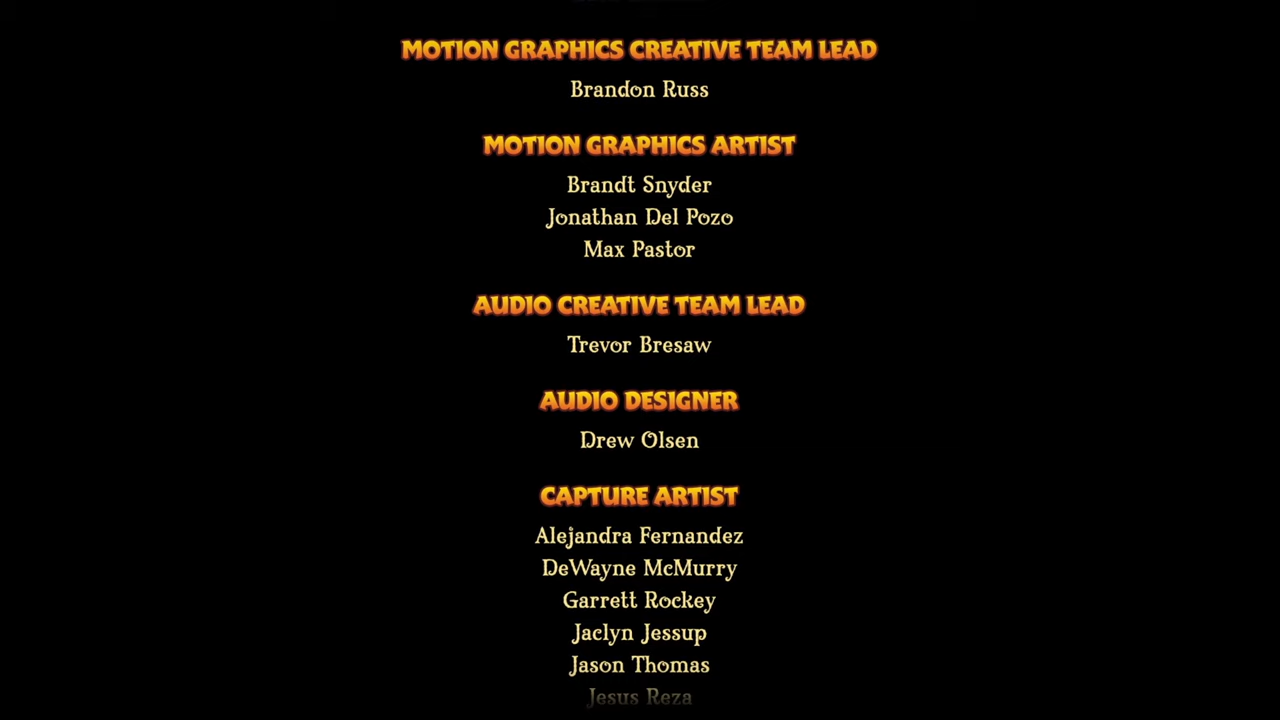 MOTION GRAPHICS CREATIVE TEAM LEAD
Brandon Russ
MOTION GRAPHICS ARTIST
Brandt Snyder
Jonathan Del Pozo
Max Pastor
AUDIO CREATIVE TEAM LEAD
Trevor Bresaw
AUDIO DESIGNER
Drew Olsen
CAPTURE ARTIST
Alejandra Fernandez
DeWayne McMurry
Garrett Rockey
Jaclyn Jessup
Jason Thomas
Jesus Reza